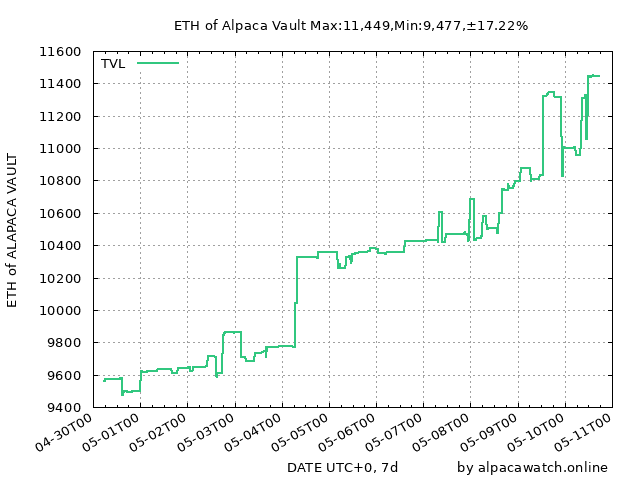 ETH of Alpaca Vault Max:11,449,Min:9,477,±17.22%
TVL
11600
11400
11200
11000
10800
10600
10400
10200
10000
9800
9600
9400
ETH of ALAPACA VAULT
04-30T00
05-01T00
05-02T00
05-03T00
05-04T00
05-05T00
05-06T00
05-07T00
05-08T00
05-09T00
05-10T00
05-11T00
DATE UTC+0, 7d
by alpacawatch.online